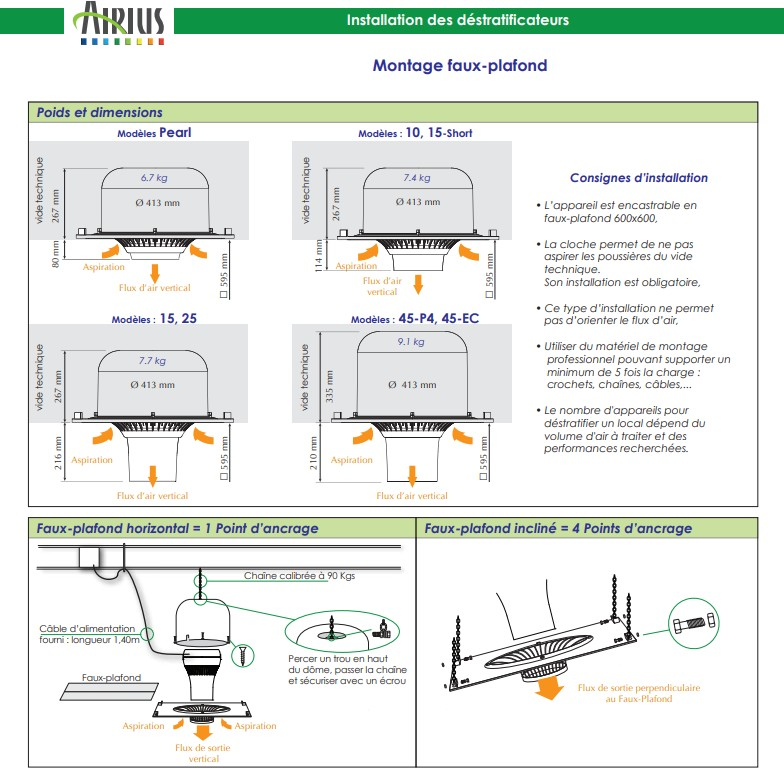 AIRIUS
Installation des déstratificateurs
Montage faux-plafond
Poids et dimensions
Modèles Pearl
vide technique
267 mm
6.7 kg
Ø 413 mm
80 mm
Aspiration
Flux d'air vertical
□ 595 mm
Modèles : 10, 15-Short
vide technique
267 mm
7.4 kg
Ø 413 mm
114 mm
Aspiration
Flux d'air
vertical
□ 595 mm
Modèles : 15, 25
vide technique
267 mm
7.7 kg
Ø 413 mm
216 mm
Aspiration
Flux d'air vertical
□ 595 mm
Modèles : 45-P4, 45-EC
vide technique
335 mm
9.1 kg
Ø 413 mm
210 mm
Aspiration
Flux d'air vertical
□ 595 mm
Consignes d'installation
• L'appareil est encastrable en
faux-plafond 600x600,
• La cloche permet de ne pas
aspirer les poussières du vide
technique.
Son installation est obligatoire,
• Ce type d'installation ne permet
pas d'orienter le flux d'air,
• Utiliser du matériel de montage
professionnel pouvant supporter un
minimum de 5 fois la charge :
crochets, chaînes, câbles,...
• Le nombre d'appareils pour
déstratifier un local dépend du
volume d'air à traiter et des
performances recherchées.
Faux-plafond horizontal = 1 Point d'ancrage
Chaîne calibrée à 90 Kgs
Câble d'alimentation
fourni : longueur 1,40m
Percer un trou en haut
du dôme, passer la chaîne
et sécuriser avec un écrou
Faux-plafond
Aspiration
Aspiration
Flux de sortie
vertical
Faux-plafond incliné = 4 Points d'ancrage
Flux de sortie perpendiculaire
au Faux-Plafond